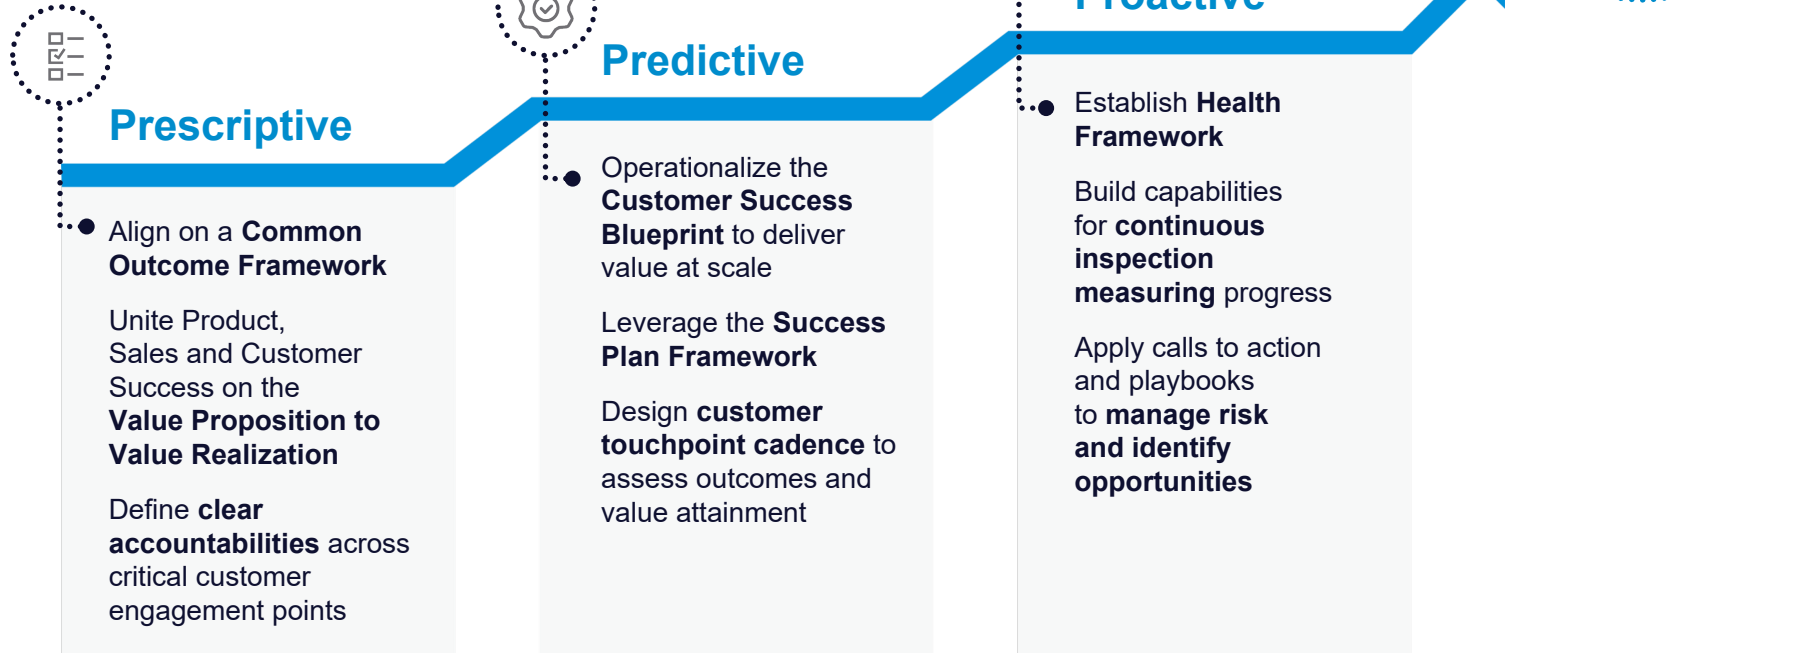 Prescriptive
Align on a Common
Outcome Framework
Unite Product,
Sales and Customer
Success on the
Value Proposition to
Value Realization
Define clear
accountabilities across
critical customer
engagement points
Predictive
Operationalize the
Customer Success
Blueprint to deliver
value at scale
Leverage the Success
Plan Framework
Design customer
touchpoint cadence to
assess outcomes and
value attainment
Proactive
Establish Health
Framework
Build capabilities
for continuous
inspection
measuring progress
Apply calls to action
and playbooks
to manage risk
and identify
opportunities